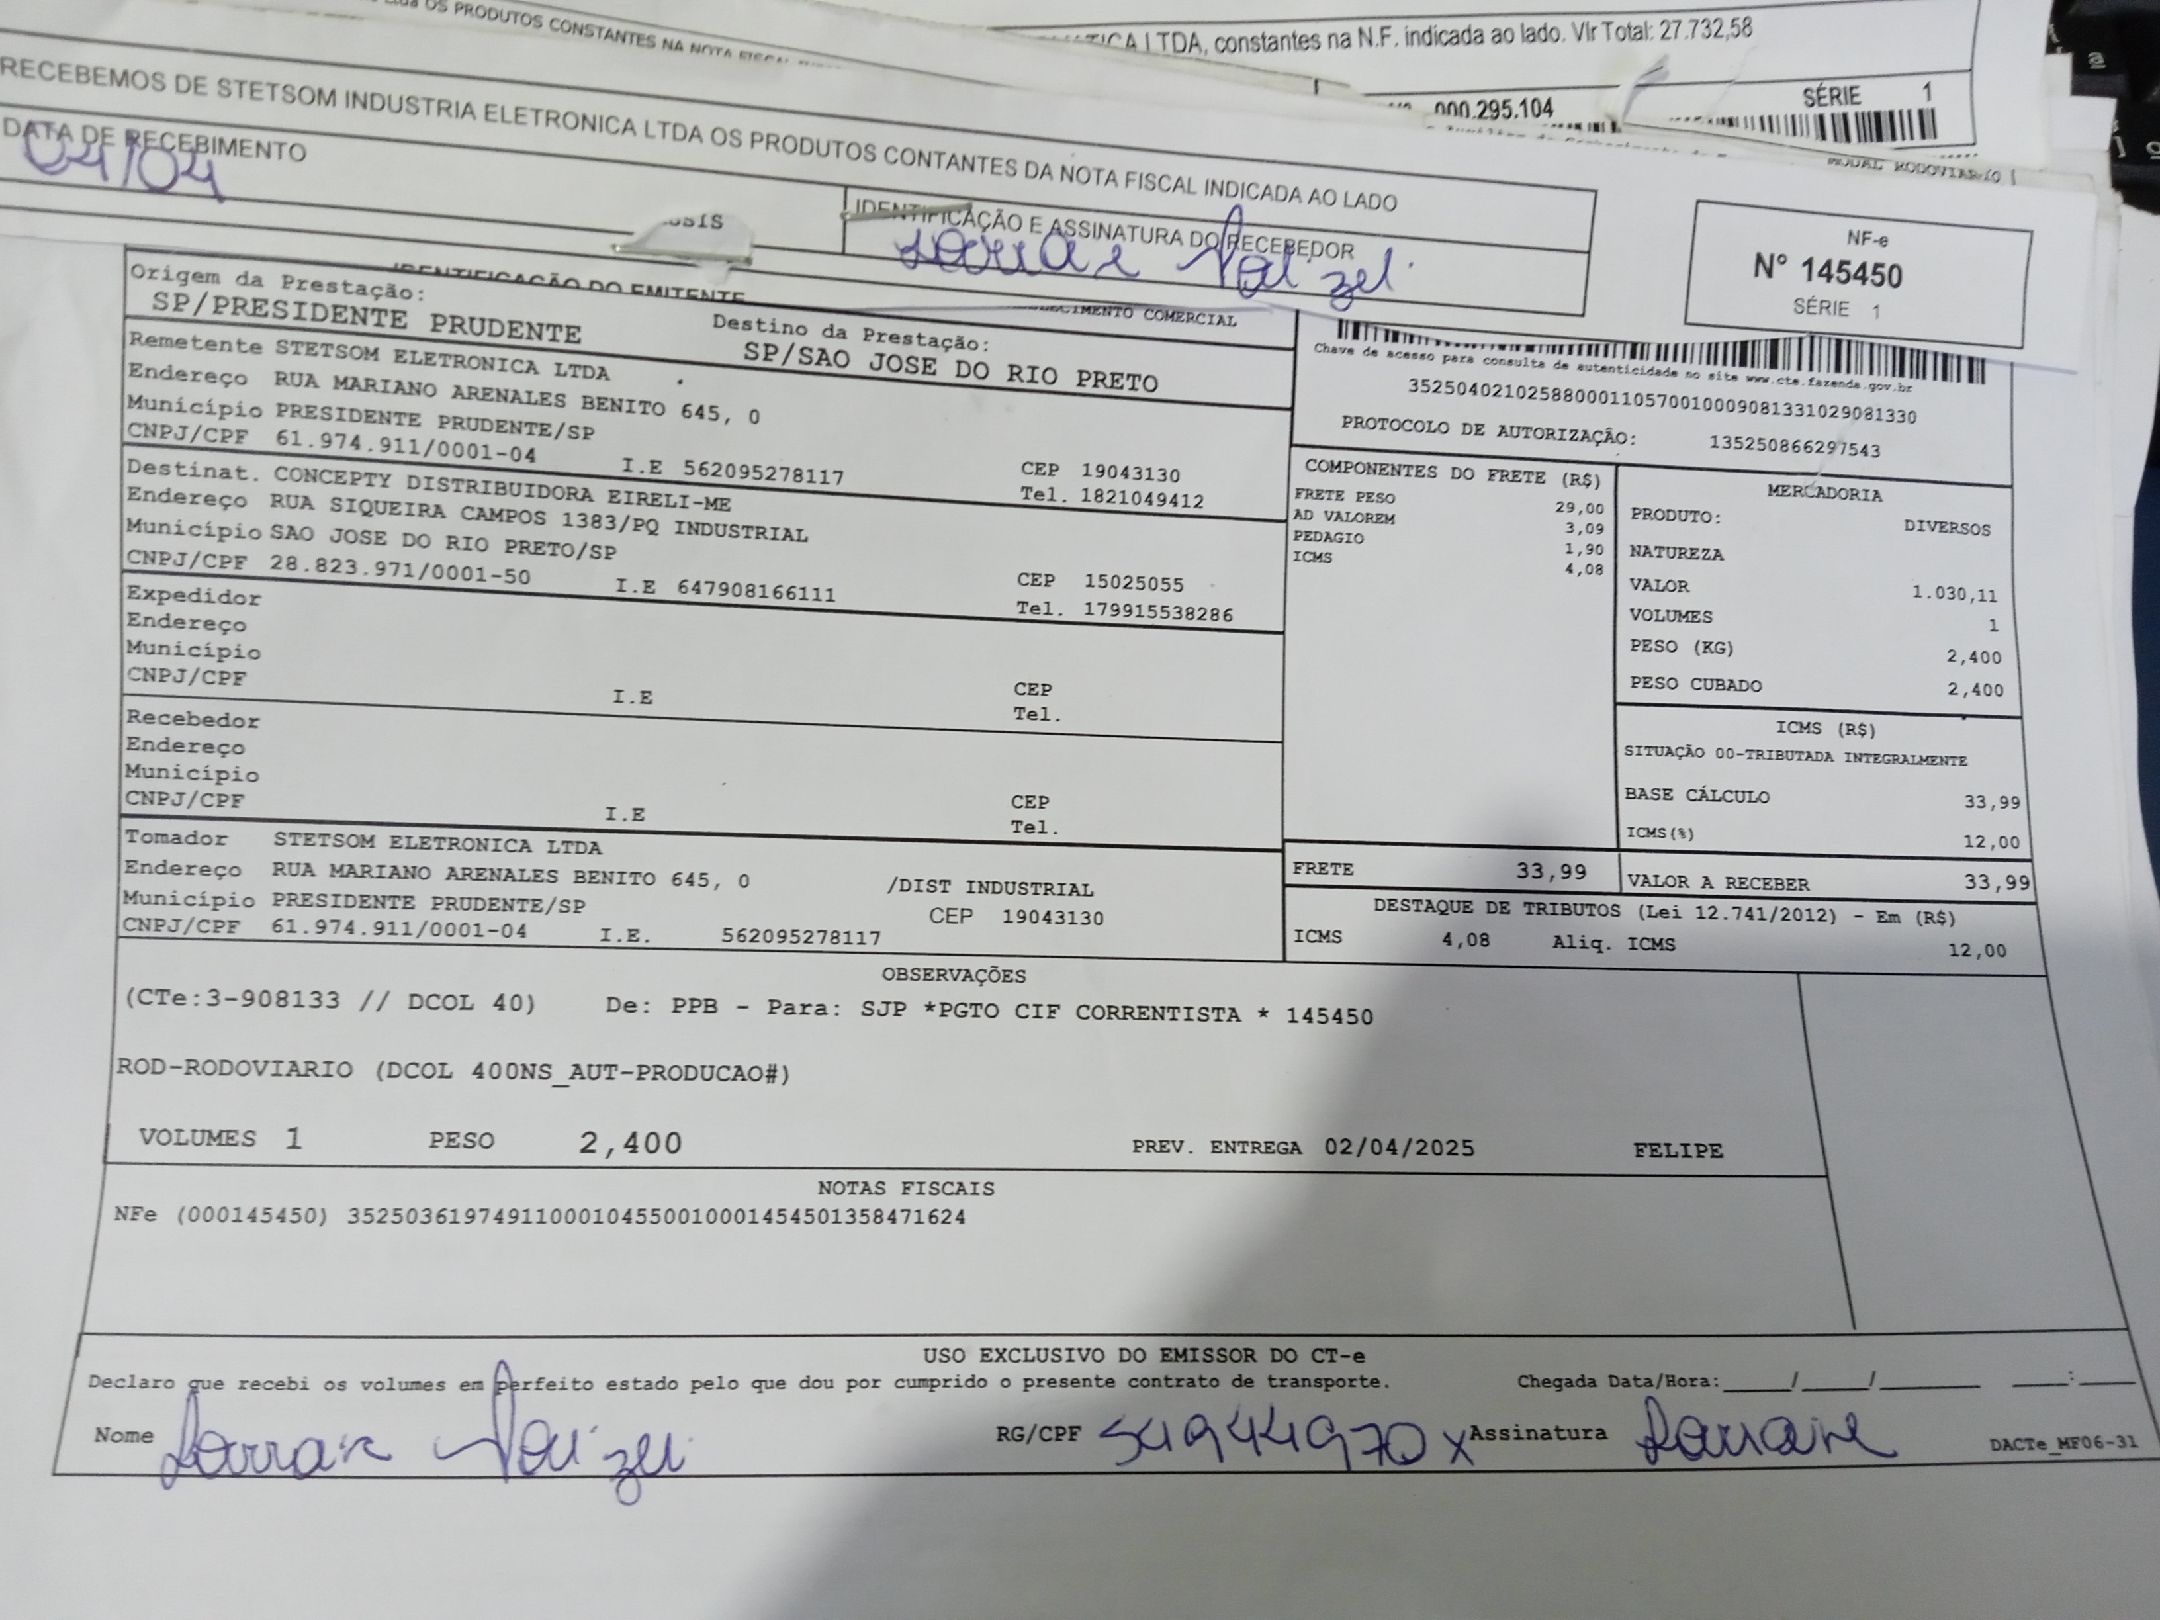 OS PRODUTOS CONSTANTES NA NOTA FISCAL
LTDA, constantes na N.F. indicada ao lado. Vlr Total: 27.732,58
000.295.104
SÉRIE 1
RECEBEMOS DE STETSOM INDUSTRIA ELETRONICA LTDA OS PRODUTOS CONTANTES DA NOTA FISCAL INDICADA AO LADO
DATA DE RECEBIMENTO
04/04
IDENTIFICAÇÃO E ASSINATURA DO RECEBEDOR
NF-e
N° 145450
SÉRIE 1
MODAL RODOVIARIO
IDENTIFICAÇÃO DO EMITENTE
COMERCIAL
Origem da Prestação:
SP/PRESIDENTE PRUDENTE
Destino da Prestação:
SP/SAO JOSE DO RIO PRETO
Remetente STETSOM ELETRONICA LTDA
Endereço RUA MARIANO ARENALES BENITO 645, 0
Município PRESIDENTE PRUDENTE/SP
CEP 19043130
CNPJ/CPF 61.974.911/0001-04 I.E 562095278117 Tel. 1821049412
Destinat. CONCEPTY DISTRIBUIDORA EIRELI-ME
Endereço RUA SIQUEIRA CAMPOS 1383/PQ INDUSTRIAL
Município SAO JOSE DO RIO PRETO/SP
CEP 15025055
CNPJ/CPF 28.823.971/0001-50 I.E 647908166111 Tel. 179915538286
Expedidor
Endereço
Município
CEP
CNPJ/CPF I.E Tel.
Recebedor
Endereço
Município
CEP
CNPJ/CPF I.E Tel.
Tomador STETSOM ELETRONICA LTDA
Endereço RUA MARIANO ARENALES BENITO 645, 0 /DIST INDUSTRIAL
Município PRESIDENTE PRUDENTE/SP CEP 19043130
CNPJ/CPF 61.974.911/0001-04 I.E. 562095278117
Chave de acesso para consulta de autenticidade no site www.cte.fazenda.gov.br
35250402102588000110570010009081331029081330
PROTOCOLO DE AUTORIZAÇÃO: 135250866297543
COMPONENTES DO FRETE (R$)
FRETE PESO 29,00
AD VALOREM 3,09
PEDAGIO 1,90
ICMS 4,08
MERCADORIA
PRODUTO: DIVERSOS
NATUREZA
VALOR 1.030,11
VOLUMES 1
PESO (KG) 2,400
PESO CUBADO 2,400
ICMS (R$)
SITUAÇÃO 00-TRIBUTADA INTEGRALMENTE
BASE CÁLCULO 33,99
ICMS(%) 12,00
FRETE 33,99
VALOR A RECEBER 33,99
DESTAQUE DE TRIBUTOS (Lei 12.741/2012) - Em (R$)
ICMS 4,08 Aliq. ICMS 12,00
OBSERVAÇÕES
(CTe:3-908133 // DCOL 40) De: PPB - Para: SJP *PGTO CIF CORRENTISTA * 145450
ROD-RODOVIARIO (DCOL 400NS_AUT-PRODUCAO#)
VOLUMES 1 PESO 2,400 PREV. ENTREGA 02/04/2025 FELIPE
NOTAS FISCAIS
NFe (000145450) 35250361974911000104550010001454501358471624
USO EXCLUSIVO DO EMISSOR DO CT-e
Declaro que recebi os volumes em perfeito estado pelo que dou por cumprido o presente contrato de transporte. Chegada Data/Hora:____/____/______ ___:___
Nome RG/CPF 54944970x Assinatura
DACTe_MF06-31